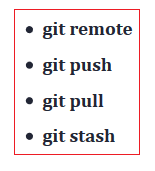 • git remote
• git push
• git pull
• git stash